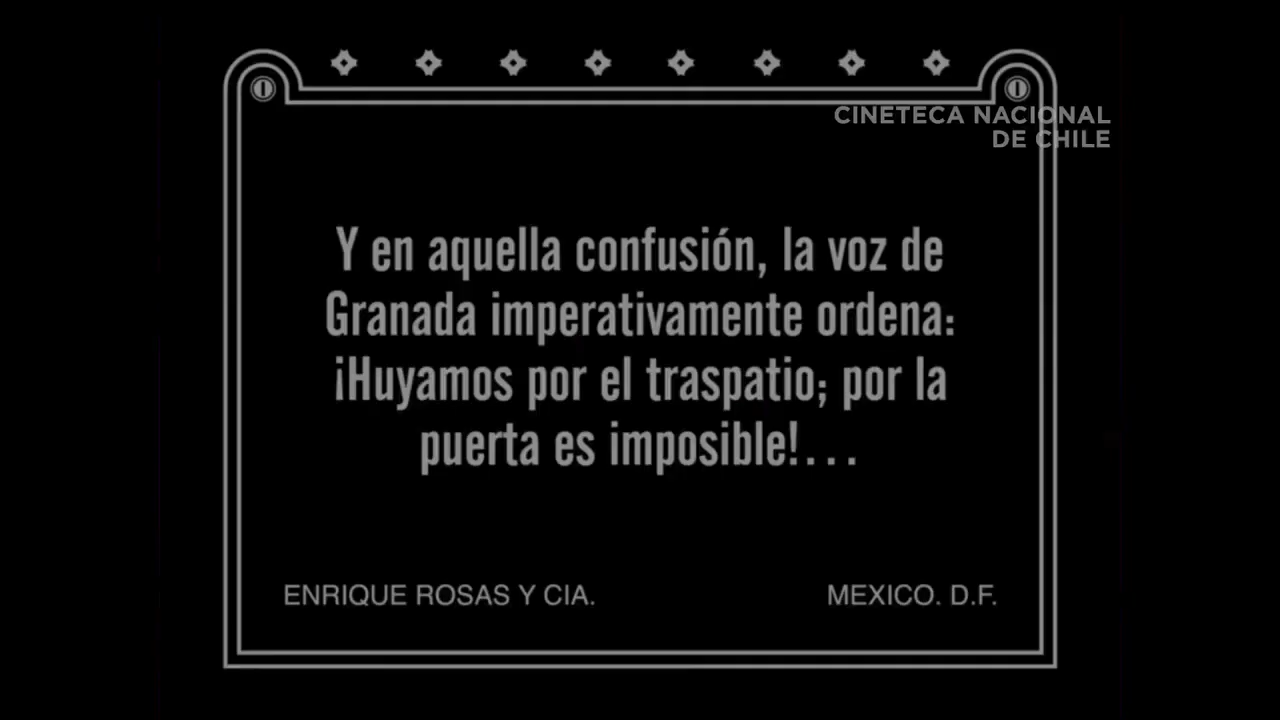 CINETECA NACIONAL
DE CHILE
Y en aquella confusión, la voz de
Granada imperativamente ordena:
¡Huyamos por el traspatio; por la
puerta es imposible!...
ENRIQUE ROSAS Y CIA.
MEXICO. D.F.